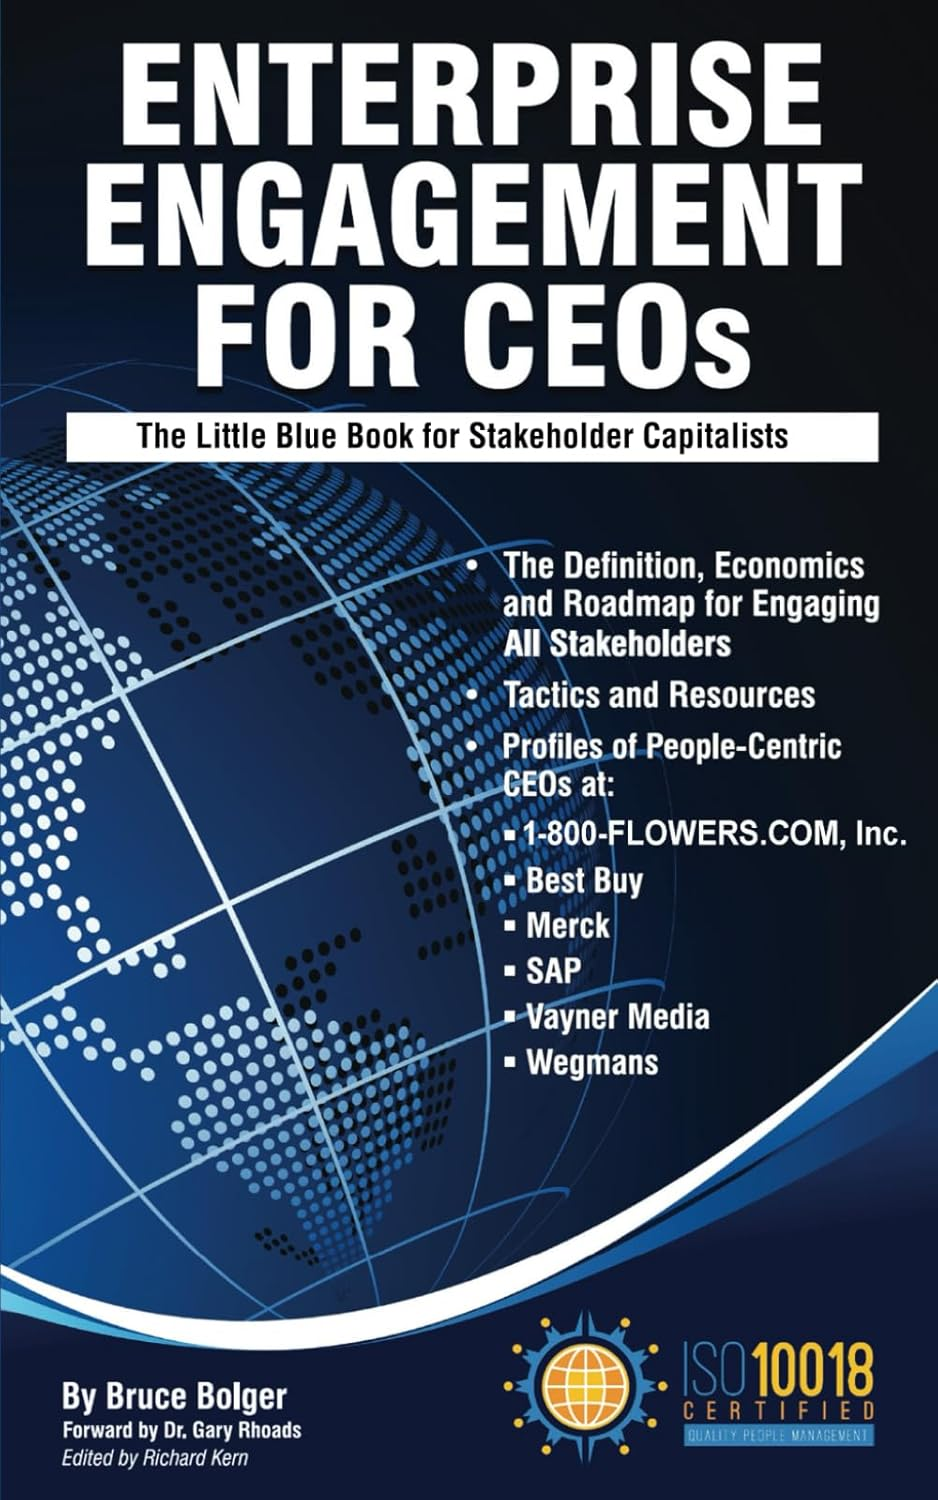 ENTERPRISE
ENGAGEMENT
FOR CEOs
The Little Blue Book for Stakeholder Capitalists
• The Definition, Economics
and Roadmap for Engaging
All Stakeholders
• Tactics and Resources
• Profiles of People-Centric
CEOs at:
▪ 1-800-FLOWERS.COM, Inc.
▪ Best Buy
▪ Merck
▪ SAP
▪ Vayner Media
▪ Wegmans
By Bruce Bolger
Forward by Dr. Gary Rhoads
Edited by Richard Kern
ISO 10018
CERTIFIED
QUALITY PEOPLE MANAGEMENT